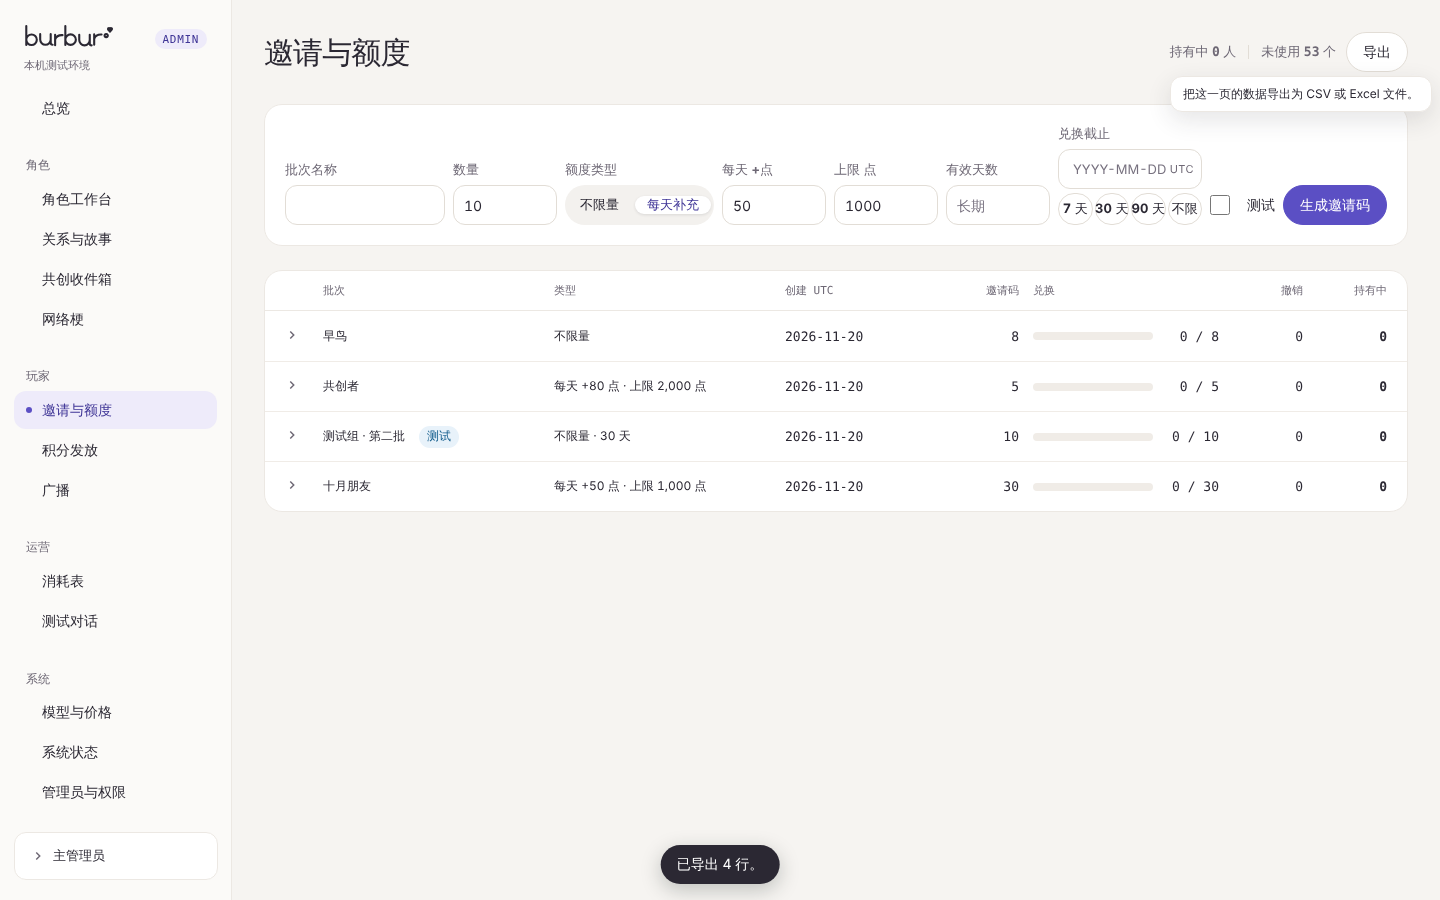 burbur
ADMIN
本机测试环境
总览
角色
角色工作台
关系与故事
共创收件箱
网络梗
玩家
邀请与额度
积分发放
广播
运营
消耗表
测试对话
系统
模型与价格
系统状态
管理员与权限
主管理员
邀请与额度
持有中 0 人
未使用 53 个
导出
把这一页的数据导出为 CSV 或 Excel 文件。
批次名称
数量
10
额度类型
不限量 每天补充
每天 +点
50
上限 点
1000
有效天数
长期
兑换截止
YYYY-MM-DD UTC
7 天 30 天 90 天 不限
测试
生成邀请码
批次 类型 创建 UTC 邀请码 兑换 撤销 持有中
早鸟 不限量 2026-11-20 8 0 / 8 0 0
共创者 每天 +80 点 · 上限 2,000 点 2026-11-20 5 0 / 5 0 0
测试组 · 第二批 测试 不限量 · 30 天 2026-11-20 10 0 / 10 0 0
十月朋友 每天 +50 点 · 上限 1,000 点 2026-11-20 30 0 / 30 0 0
已导出 4 行。